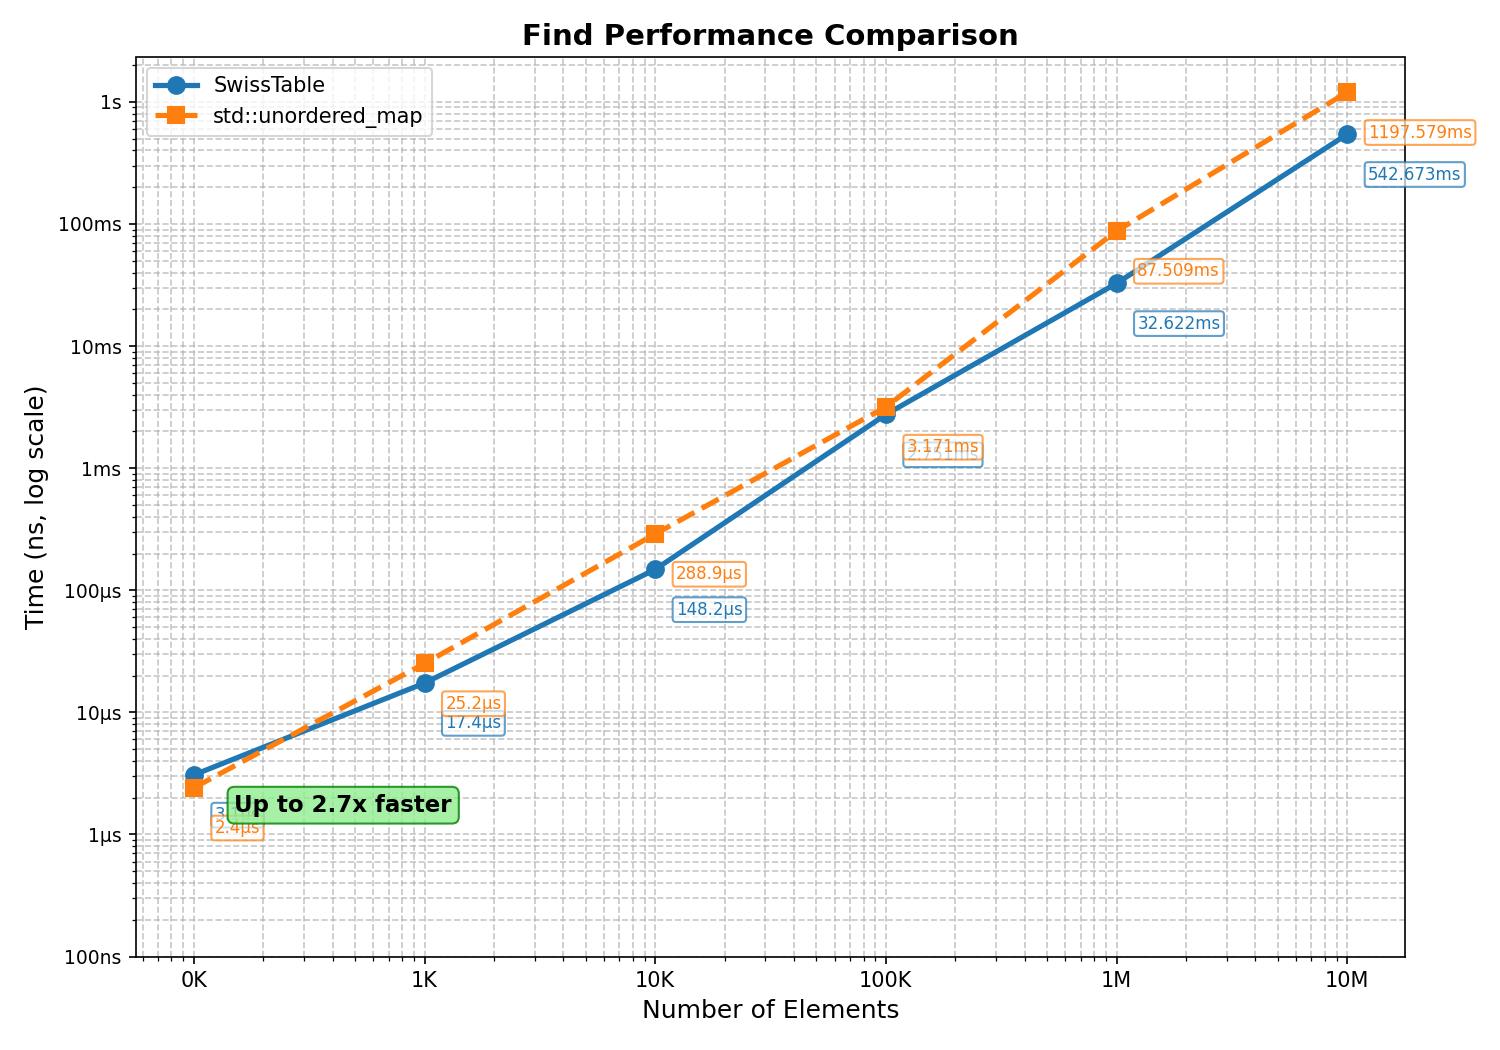 Find Performance Comparison
SwissTable
std::unordered_map
1s
100ms
10ms
1ms
100µs
10µs
1µs
100ns
Time (ns, log scale)
1197.579ms
542.673ms
87.509ms
32.622ms
3.171ms
288.9µs
148.2µs
25.2µs
17.4µs
Up to 2.7x faster
2.4µs
0K
1K
10K
100K
1M
10M
Number of Elements